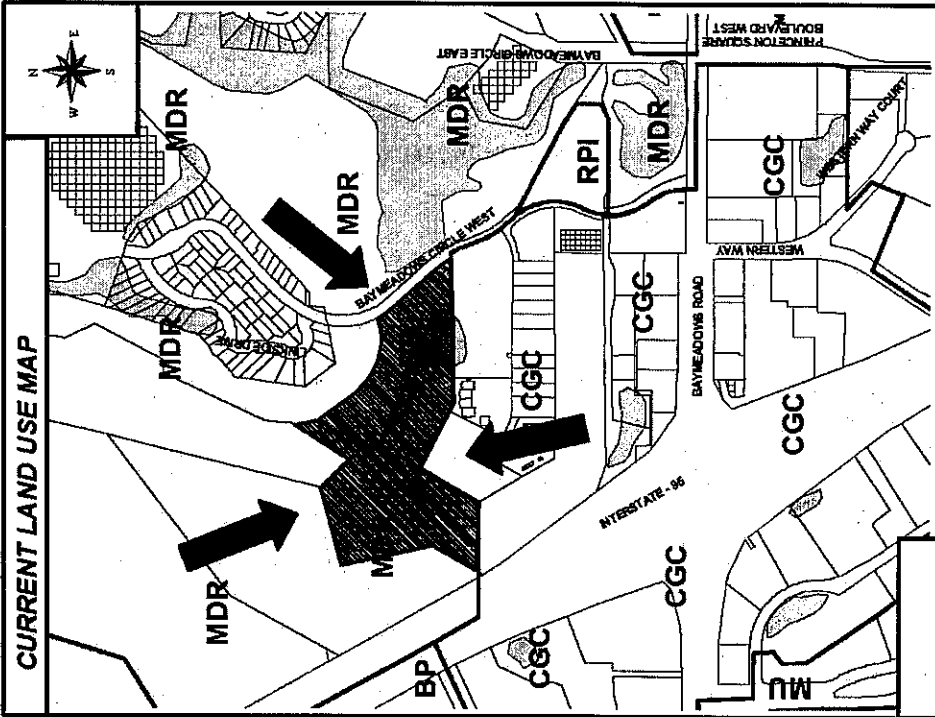 CURRENT LAND USE MAP
N
E
W
S
MDR
MDR
MDR
LINKSIDE DRIVE
MDR
BAYMEADOWS CIRCLE WEST
MDR
BAYMEADOWS CIRCLE EAST
M
BP
CGC
CGC
RPI
MDR
INTERSTATE - 95
CGC
CGC
BAYMEADOWS ROAD
PRINCETON SQUARE
BOULEVARD WEST
MU
CGC
WESTERN WAY
CGC
WESTERN WAY COURT